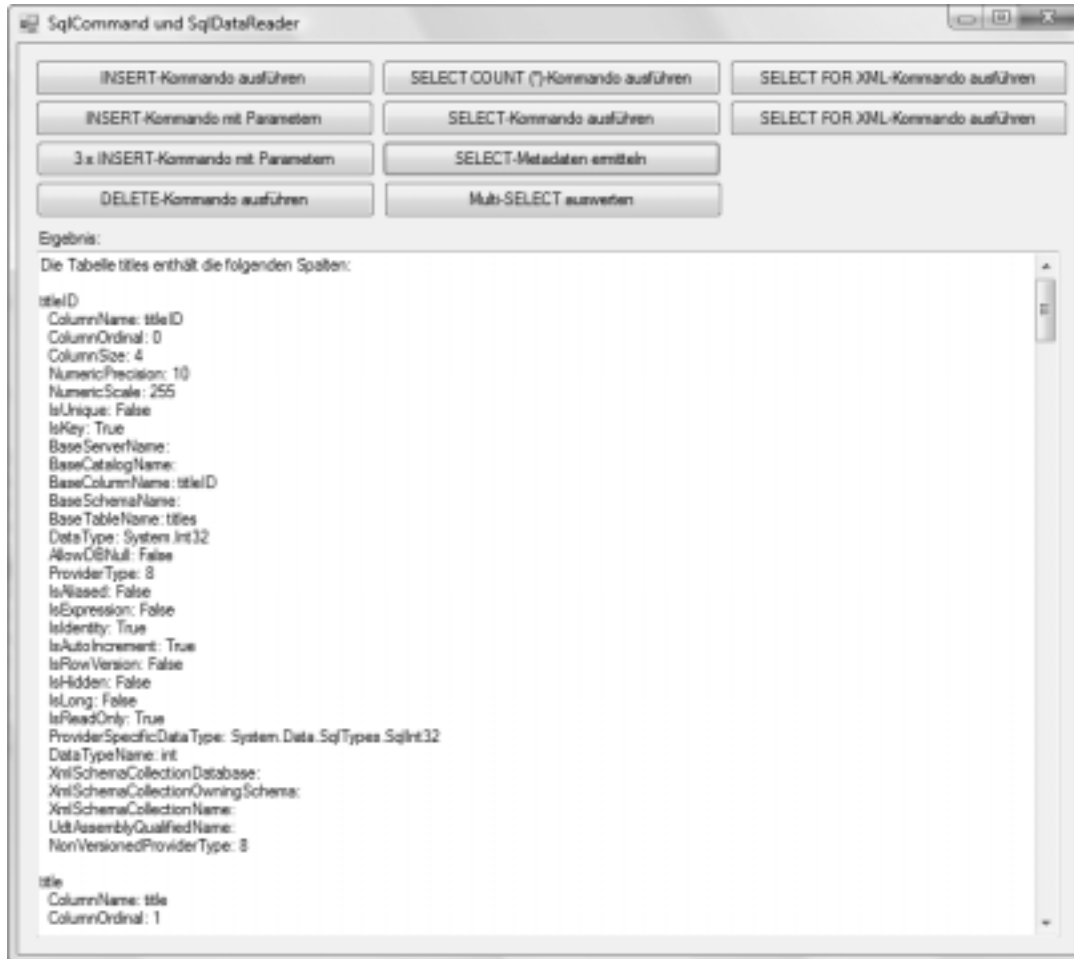 SqlCommand und SqlDataReader
INSERT-Kommando ausführen
SELECT COUNT (*)-Kommando ausführen
SELECT FOR XML-Kommando ausführen
INSERT-Kommando mit Parametern
SELECT-Kommando ausführen
SELECT FOR XML-Kommando ausführen
3 x INSERT-Kommando mit Parametern
SELECT-Metadaten ermitteln
DELETE-Kommando ausführen
Multi-SELECT auswerten
Ergebnis:
Die Tabelle titles enthält die folgenden Spalten:
titleID
ColumnName: titleID
ColumnOrdinal: 0
ColumnSize: 4
NumericPrecision: 10
NumericScale: 255
IsUnique: False
IsKey: True
BaseServerName:
BaseCatalogName:
BaseColumnName: titleID
BaseSchemaName:
BaseTableName: titles
DataType: System.Int32
AllowDBNull: False
ProviderType: 8
IsAliased: False
IsExpression: False
IsIdentity: True
IsAutoIncrement: True
IsRowVersion: False
IsHidden: False
IsLong: False
IsReadOnly: True
ProviderSpecificDataType: System.Data.SqlTypes.SqlInt32
DataTypeName: int
XmlSchemaCollectionDatabase:
XmlSchemaCollectionOwningSchema:
XmlSchemaCollectionName:
UdtAssemblyQualifiedName:
NonVersionedProviderType: 8
title
ColumnName: title
ColumnOrdinal: 1